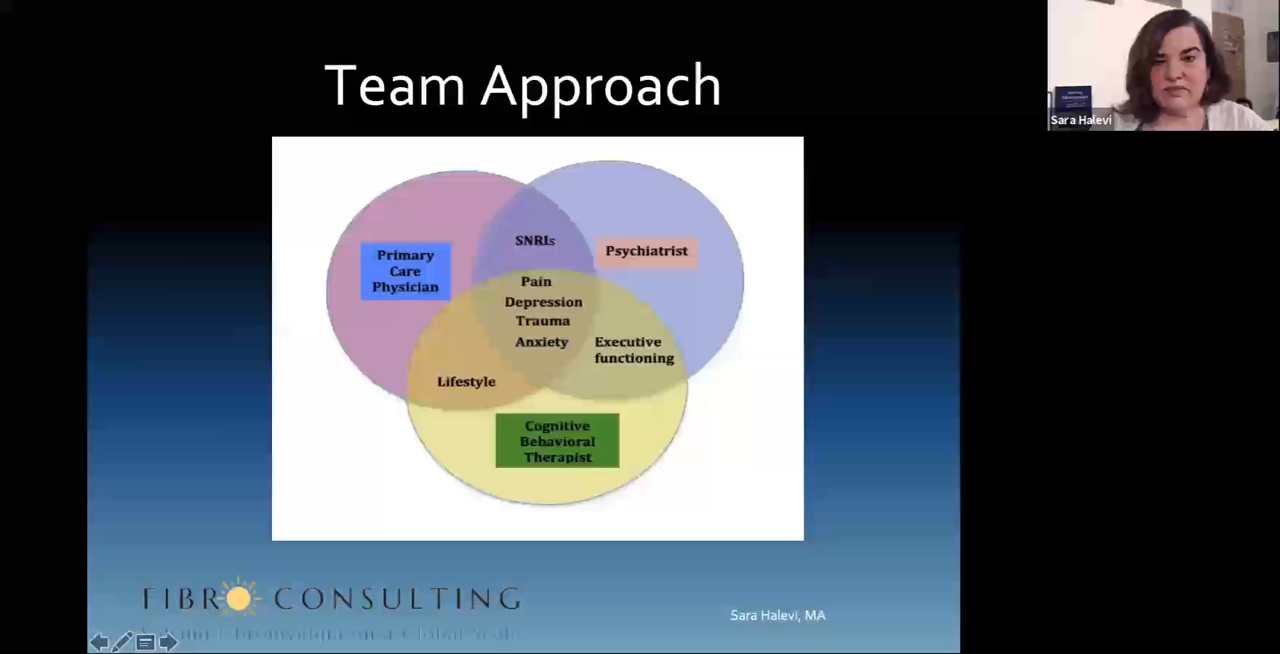 Team Approach
Sara Halevi
Primary
Care
Physician
SNRIs
Psychiatrist
Pain
Depression
Trauma
Anxiety
Executive
functioning
Lifestyle
Cognitive
Behavioral
Therapist
FIBRO CONSULTING
Sara Halevi, MA